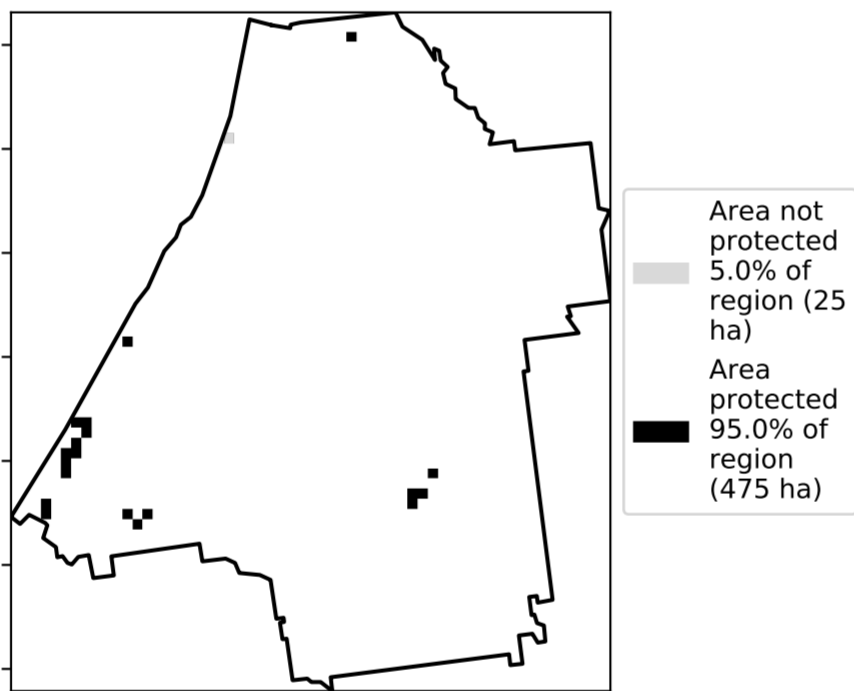 Area not
protected
5.0% of
region (25
ha)
Area
protected
95.0% of
region
(475 ha)